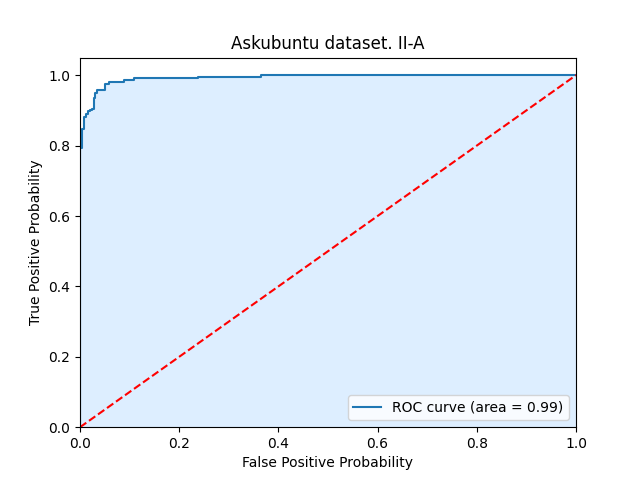 Askubuntu dataset. II-A
True Positive Probability
1.0
0.8
0.6
0.4
0.2
0.0
0.0 0.2 0.4 0.6 0.8 1.0
False Positive Probability
ROC curve (area = 0.99)